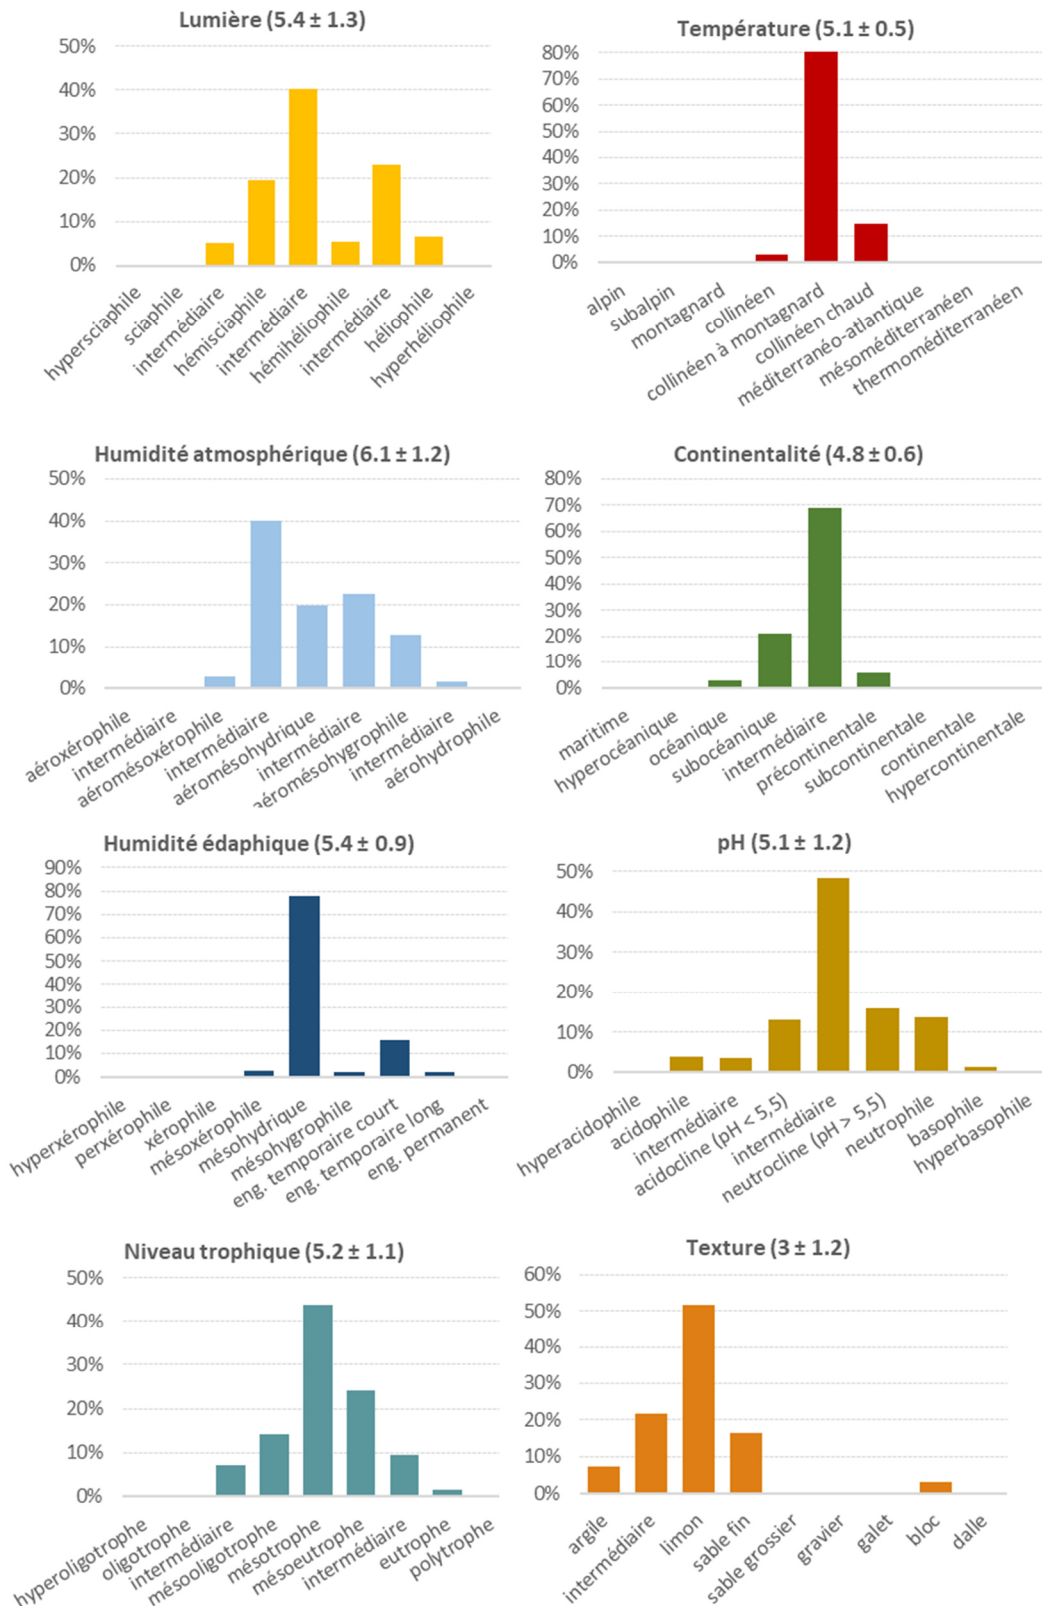 Lumière (5.4 ± 1.3)
50%
40%
30%
20%
10%
0%
hypersciaphile
sciaphile
intermédiaire
hémisciaphile
intermédiaire
hémihéliophile
intermédiaire
héliophile
hyperhéliophile
Température (5.1 ± 0.5)
80%
70%
60%
50%
40%
30%
20%
10%
0%
alpin
subalpin
montagnard
collinéen
collinéen à montagnard
collinéen chaud
méditerranéo-atlantique
mésoméditerranéen
thermoméditerranéen
Humidité atmosphérique (6.1 ± 1.2)
50%
40%
30%
20%
10%
0%
aéroxérophile
intermédiaire
aéromésoxérophile
intermédiaire
aéromésohydrique
intermédiaire
aéromésohygrophile
intermédiaire
aérohydrophile
Continentalité (4.8 ± 0.6)
80%
70%
60%
50%
40%
30%
20%
10%
0%
maritime
hyperocéanique
océanique
subocéanique
intermédiaire
précontinentale
subcontinentale
continentale
hypercontinentale
Humidité édaphique (5.4 ± 0.9)
90%
80%
70%
60%
50%
40%
30%
20%
10%
0%
hyperxérophile
perxérophile
xérophile
mésoxérophile
mésohydrique
mésohygrophile
eng. temporaire court
eng. temporaire long
eng. permanent
pH (5.1 ± 1.2)
50%
40%
30%
20%
10%
0%
hyperacidophile
acidophile
intermédiaire
acidocline (pH < 5,5)
intermédiaire
neutrocline (pH > 5,5)
neutrophile
basophile
hyperbasophile
Niveau trophique (5.2 ± 1.1)
50%
40%
30%
20%
10%
0%
hyperoligotrophe
oligotrophe
intermédiaire
mésooligotrophe
mésotrophe
mésoeutrophe
intermédiaire
eutrophe
polytrophe
Texture (3 ± 1.2)
60%
50%
40%
30%
20%
10%
0%
argile
intermédiaire
limon
sable fin
sable grossier
gravier
galet
bloc
dalle